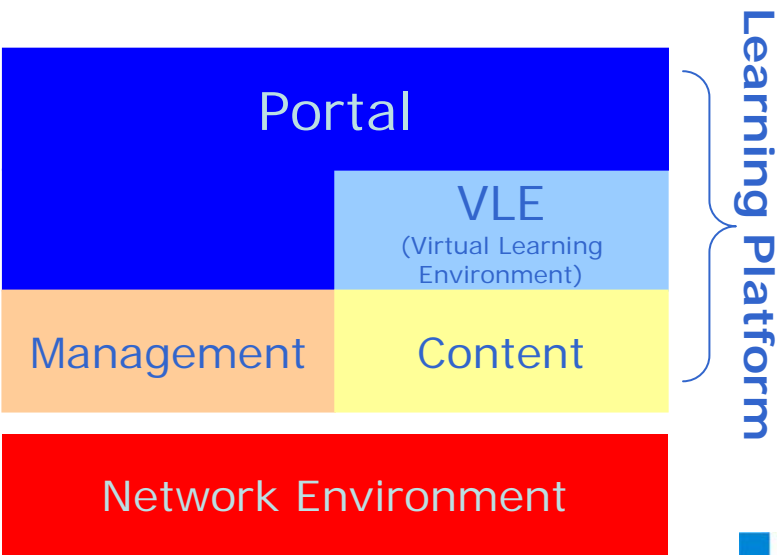 Portal
VLE
(Virtual Learning
Environment)
Management
Content
Network Environment
Learning Platform